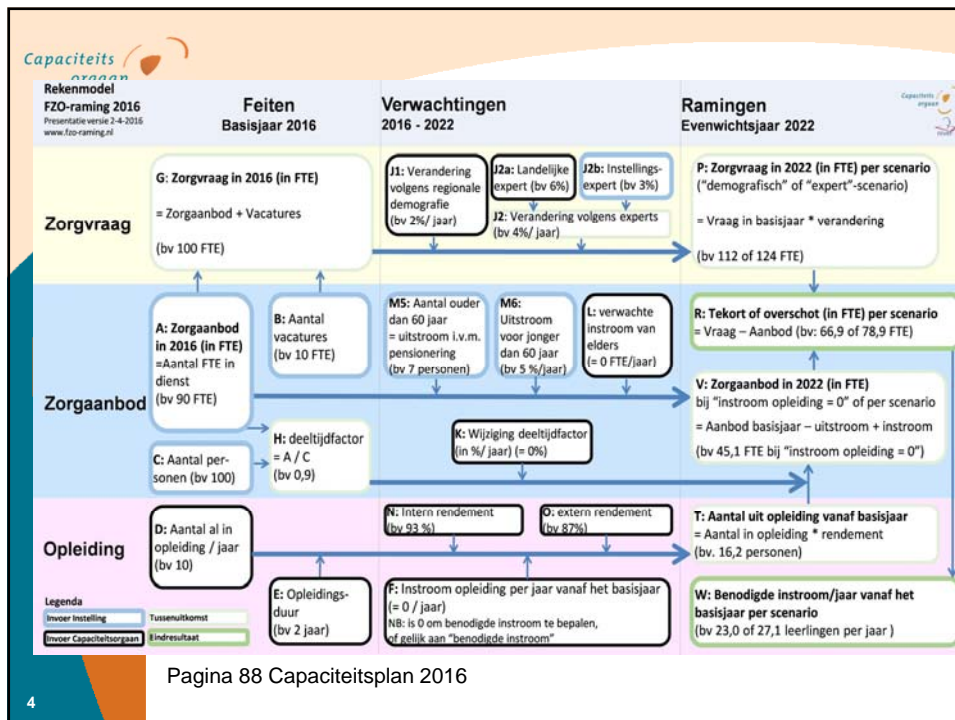 Capaciteits
orgaan
Rekenmodel
FZO-raming 2016
Presentatie versie 2-4-2016
www.fzo-raming.nl
Feiten
Basisjaar 2016
Verwachtingen
2016 - 2022
Ramingen
Evenwichtsjaar 2022
Capaciteits
orgaan
Zorgvraag
G: Zorgvraag in 2016 (in FTE)
= Zorgaanbod + Vacatures
(bv 100 FTE)
J1: Verandering
volgens regionale
demografie
(bv 2%/ jaar)
J2a: Landelijke
expert (bv 6%)
J2b: Instellings-
expert (bv 3%)
J2: Verandering volgens experts
(bv 4%/ jaar)
P: Zorgvraag in 2022 (in FTE) per scenario
("demografisch" of "expert"-scenario)
= Vraag in basisjaar * verandering
(bv 112 of 124 FTE)
Zorgaanbod
A: Zorgaanbod
in 2016 (in FTE)
=Aantal FTE in
dienst
(bv 90 FTE)
B: Aantal
vacatures
(bv 10 FTE)
C: Aantal per-
sonen (bv 100)
H: deeltijdfactor
= A / C
(bv 0,9)
M5: Aantal ouder
dan 60 jaar
= uitstroom i.v.m.
pensionering
(bv 7 personen)
M6:
Uitstroom
voor jonger
dan 60 jaar
(bv 5 %/jaar)
L: verwachte
instroom van
elders
(= 0 FTE/jaar)
K: Wijziging deeltijdfactor
(in %/ jaar) (= 0%)
R: Tekort of overschot (in FTE) per scenario
= Vraag – Aanbod (bv: 66,9 of 78,9 FTE)
V: Zorgaanbod in 2022 (in FTE)
bij "instroom opleiding = 0" of per scenario
= Aanbod basisjaar – uitstroom + instroom
(bv 45,1 FTE bij "instroom opleiding = 0")
Opleiding
D: Aantal al in
opleiding / jaar
(bv 10)
E: Opleidings-
duur
(bv 2 jaar)
N: Intern rendement
(bv 93 %)
O: extern rendement
(bv 87%)
F: Instroom opleiding per jaar vanaf het basisjaar
(= 0 / jaar)
NB: is 0 om benodigde instroom te bepalen,
of gelijk aan "benodigde instroom"
T: Aantal uit opleiding vanaf basisjaar
= Aantal in opleiding * rendement
(bv. 16,2 personen)
W: Benodigde instroom/jaar vanaf het
basisjaar per scenario
(bv 23,0 of 27,1 leerlingen per jaar )
Legenda
Invoer Instelling
Tussenuitkomst
Invoer Capaciteitsorgaan
Eindresultaat
Pagina 88 Capaciteitsplan 2016
4